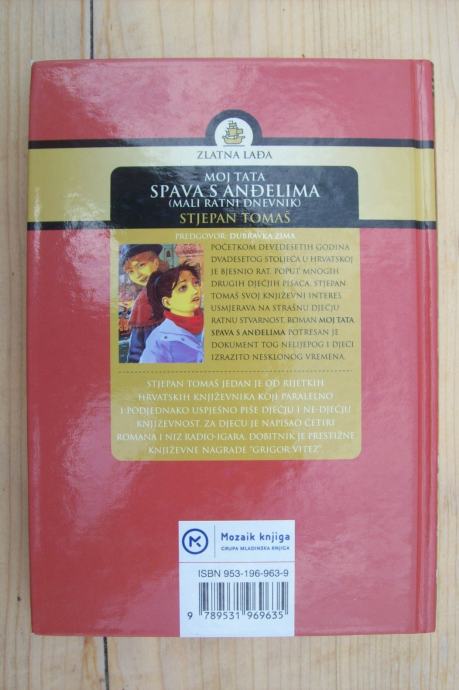 ZLATNA LAĐA
MOJ TATA
SPAVA S ANĐELIMA
(MALI RATNI DNEVNIK)
STJEPAN TOMAŠ
PREDGOVOR: DUBRAVKA ZIMA
POČETKOM DEVEDESETIH GODINA
DVADESETOG STOLJEĆA U HRVATSKOJ
JE BJESNIO RAT. POPUT MNOGIH
DRUGIH DJEČJIH PISACA, STJEPAN
TOMAŠ SVOJ KNJIŽEVNI INTERES
USMJERAVA NA STRAŠNU DJEČJU
RATNU STVARNOST. ROMAN MOJ TATA
SPAVA S ANĐELIMA POTRESAN JE
DOKUMENT TOG NELIJEPOG I DJECI
IZRAZITO NESKLONOG VREMENA.
STJEPAN TOMAŠ JEDAN JE OD RIJETKIH
HRVATSKIH KNJIŽEVNIKA KOJI PARALELNO
I PODJEDNAKO USPJEŠNO PIŠE DJEČJU I NE-DJEČJU
KNJIŽEVNOST. ZA DJECU JE NAPISAO ČETIRI
ROMANA I NIZ RADIO-IGARA. DOBITNIK JE PRESTIŽNE
KNJIŽEVNE NAGRADE "GRIGOR VITEZ".
Mozaik knjiga
GRUPA MLADINSKA KNJIGA
ISBN 953-196-963-9
9 789531 969635